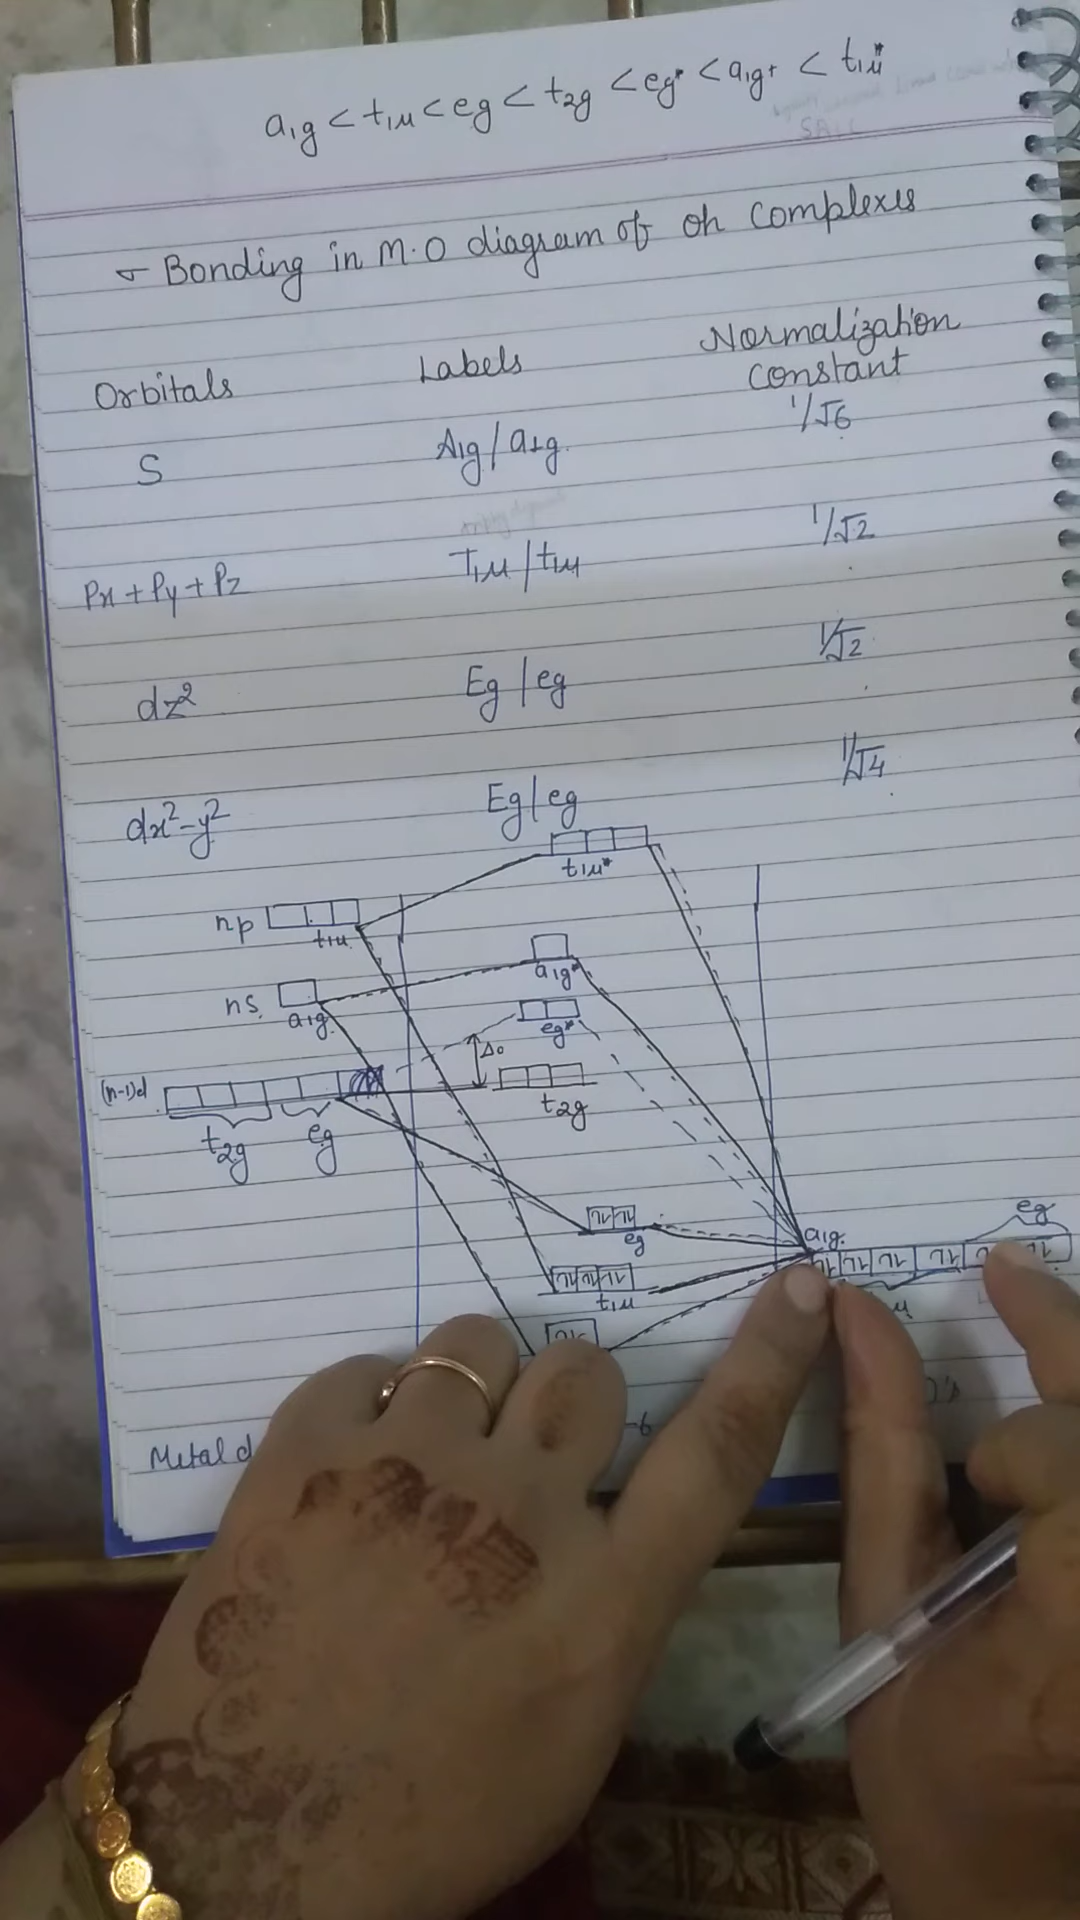 a1g < t1u < eg < t2g < eg* < a1g* < t1u*
SALC
σ Bonding in M.O diagram of oh complexes
Orbitals Labels Normalization constant
S A1g/a1g 1/√6
Px + Py + Pz T1u/t1u 1/√2
dz² Eg/eg 1/√2
dx²-y² Eg/eg 1/√4
t1u*
np t1u
a1g*
ns a1g
eg*
Δo
(n-1)d
t2g eg
t2g
eg
eg
a1g
t1u
u
-6
Metal